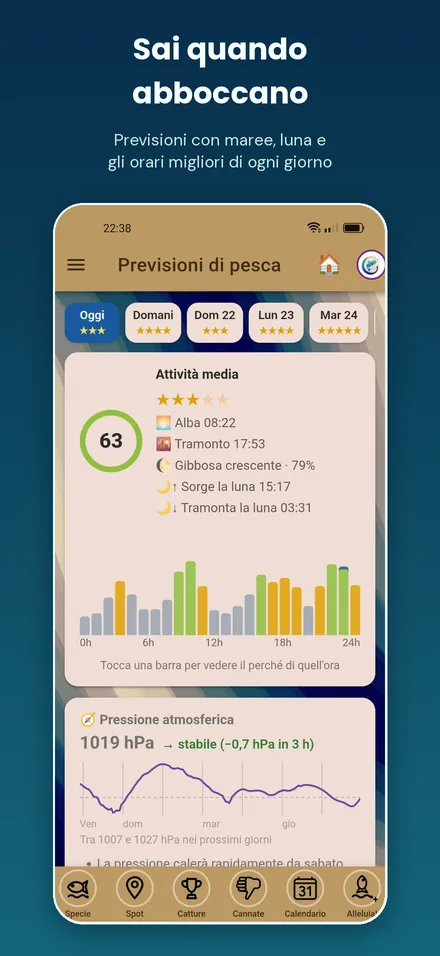 Sai quando
abboccano
Previsioni con maree, luna e
gli orari migliori di ogni giorno
22:38
Previsioni di pesca
Oggi
Domani
Dom 22
Lun 23
Mar 24
Attività media
63
Alba 08:22
Tramonto 17:53
Gibbosa crescente · 79%
Sorge la luna 15:17
Tramonta la luna 03:31
0h 6h 12h 18h 24h
Tocca una barra per vedere il perché di quell'ora
Pressione atmosferica
1019 hPa → stabile (−0,7 hPa in 3 h)
Ven dom mar gio
Tra 1007 e 1027 hPa nei prossimi giorni
• La pressione calerà rapidamente da sabato
31
Specie Spot Catture Cannate Calendario Alleluia